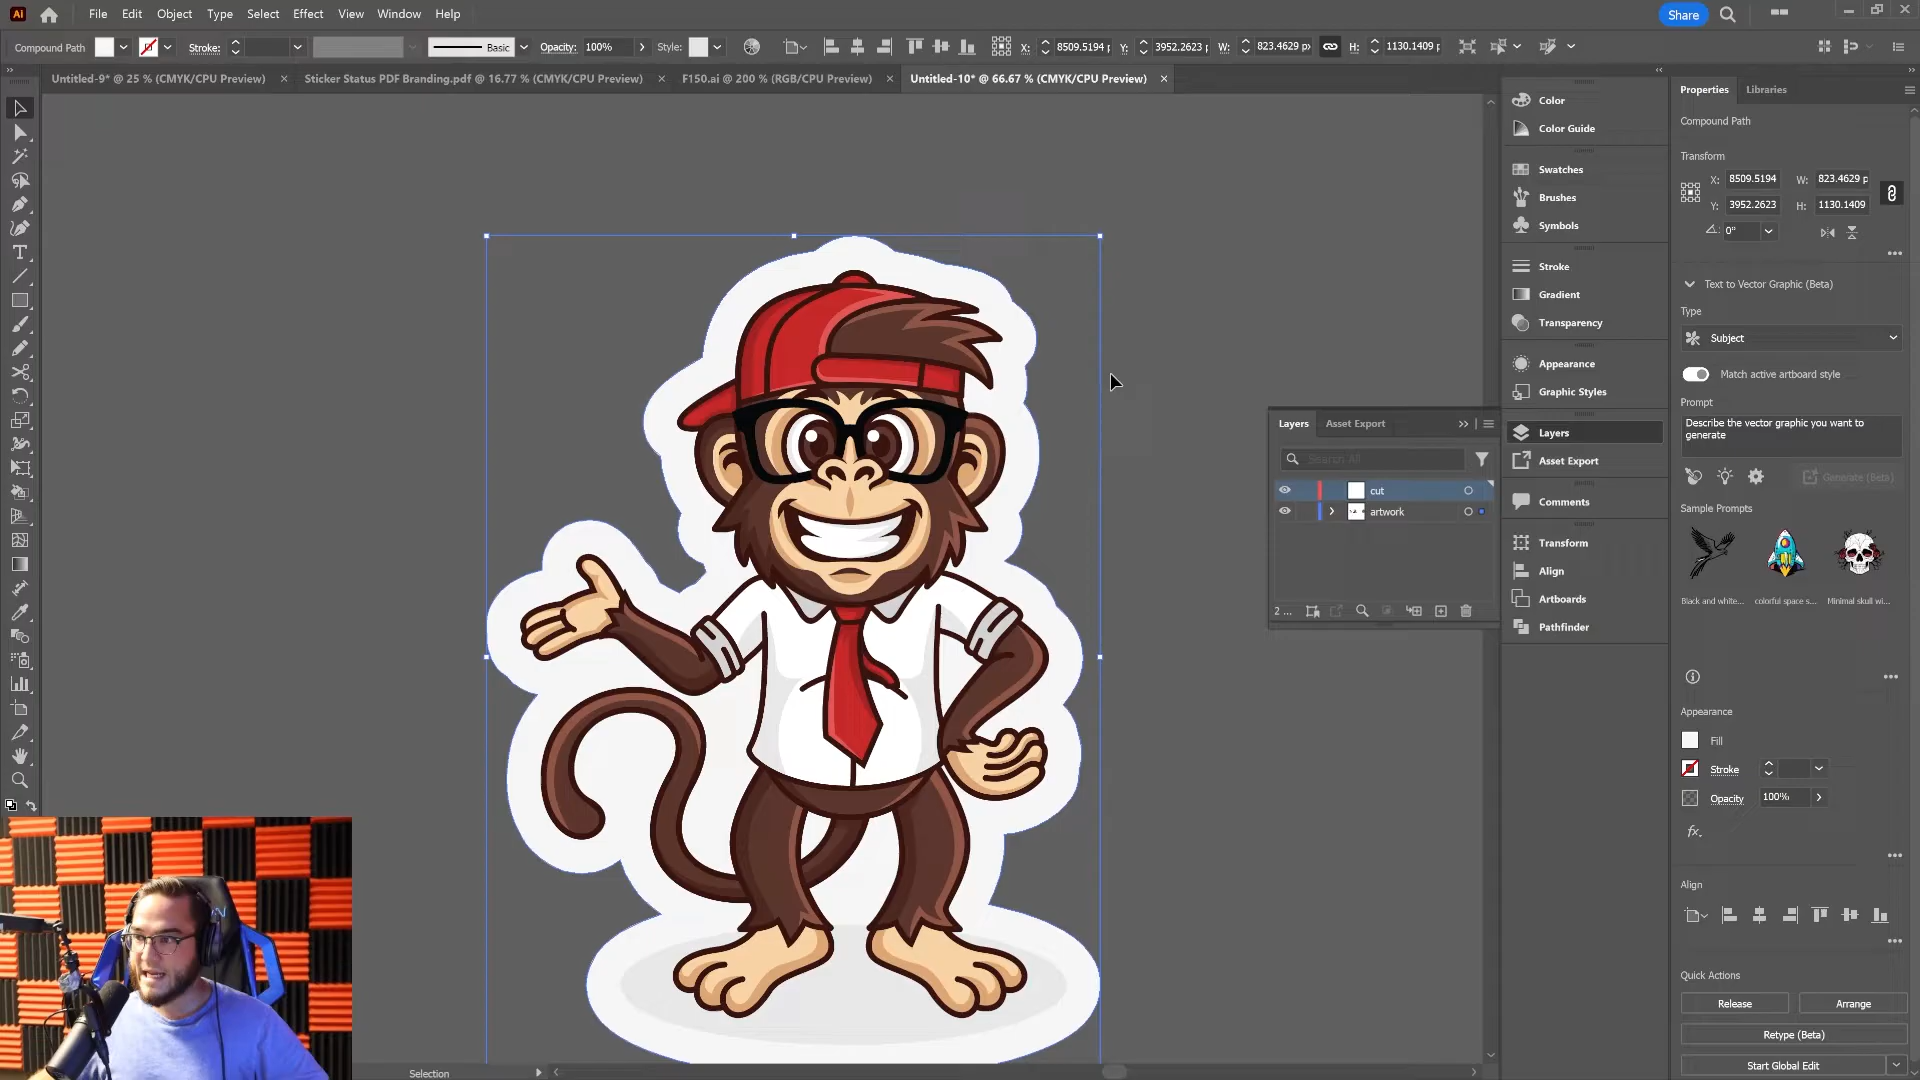 Ai File Edit Object Type Select Effect View Window Help Share
Compound Path Stroke: Basic Opacity: 100% Style: X: 8509.5194 p Y: 3952.2623 p W: 823.4629 px H: 1130.1409 p
Untitled-9* @ 25 % (CMYK/CPU Preview) × Sticker Status PDF Branding.pdf @ 16.77 % (CMYK/CPU Preview) × F150.ai @ 200 % (RGB/CPU Preview) × Untitled-10* @ 66.67 % (CMYK/CPU Preview) ×
Color
Color Guide
Swatches
Brushes
Symbols
Stroke
Gradient
Transparency
Appearance
Graphic Styles
Layers
Asset Export
Comments
Transform
Align
Artboards
Pathfinder
Layers Asset Export
Search All
cut
artwork
2 ...
Properties Libraries
Compound Path
Transform
X: 8509.5194 W: 823.4629 p
Y: 3952.2623 H: 1130.1409
0°
Text to Vector Graphic (Beta)
Type
Subject
Match active artboard style
Prompt
Describe the vector graphic you want to
generate
Generate (Beta)
Sample Prompts
Black and white... colorful space s... Minimal skull wi...
Appearance
Fill
Stroke
Opacity 100%
fx.
Align
Quick Actions
Release Arrange
Retype (Beta)
Start Global Edit
Selection